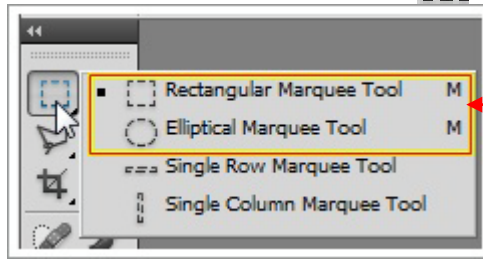 Rectangular Marquee Tool M
Elliptical Marquee Tool M
Single Row Marquee Tool
Single Column Marquee Tool